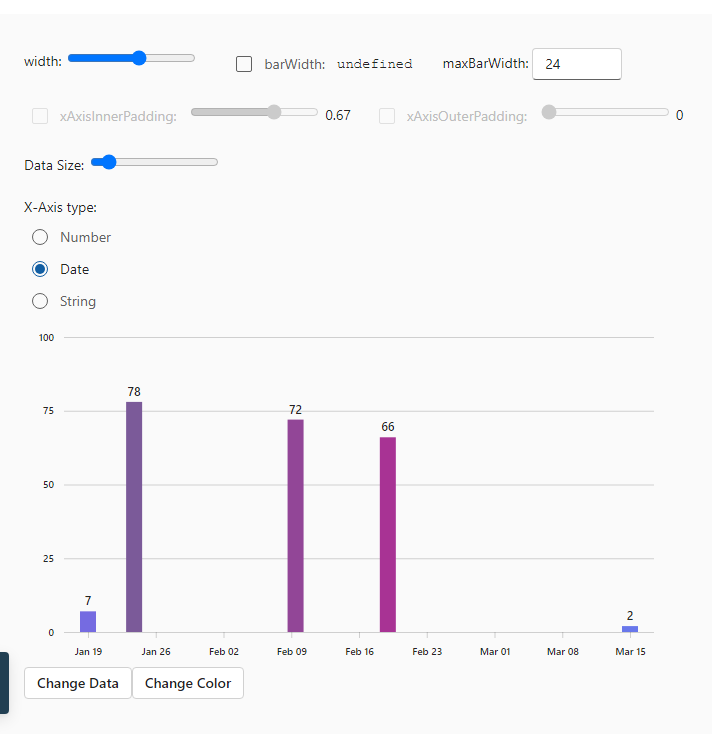 width: barWidth: undefined maxBarWidth: 24
xAxisInnerPadding: 0.67 xAxisOuterPadding: 0
Data Size:
X-Axis type:
Number
Date
String
100
78
75
72
66
50
25
7
2
0
Jan 19 Jan 26 Feb 02 Feb 09 Feb 16 Feb 23 Mar 01 Mar 08 Mar 15
Change Data Change Color